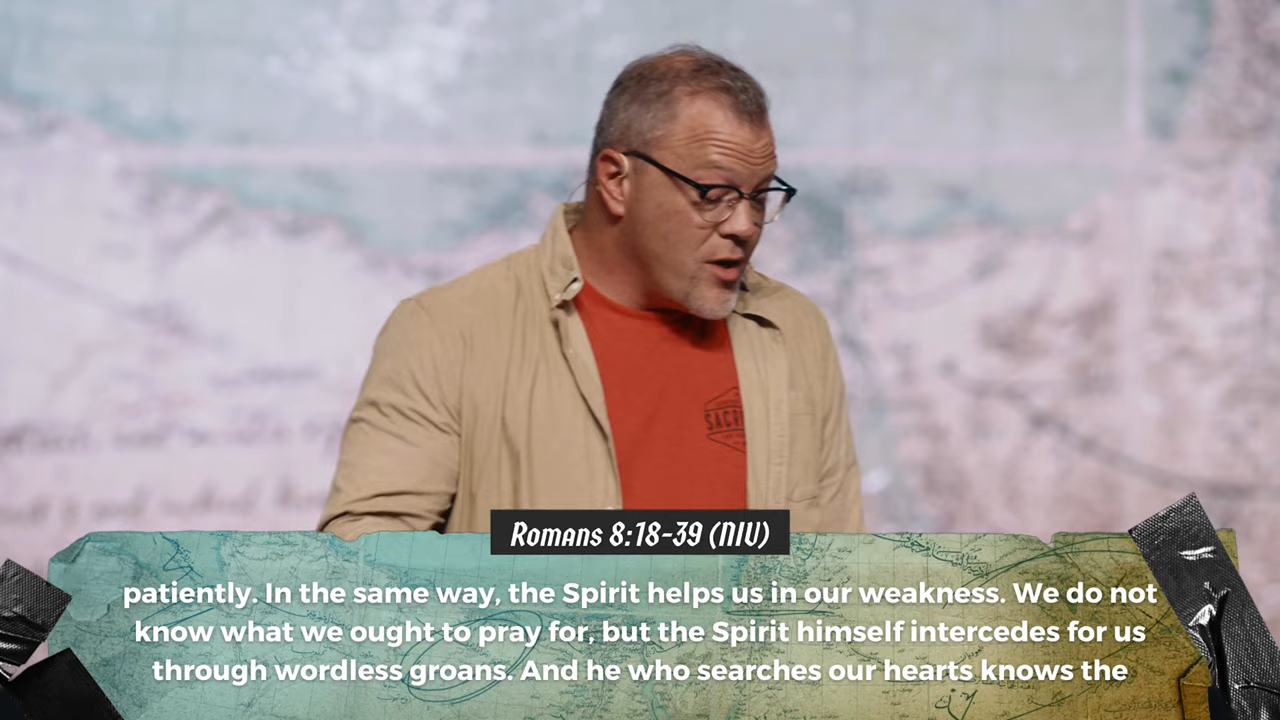 Romans 8:18-39 (NIV)
patiently. In the same way, the Spirit helps us in our weakness. We do not
know what we ought to pray for, but the Spirit himself intercedes for us
through wordless groans. And he who searches our hearts knows the